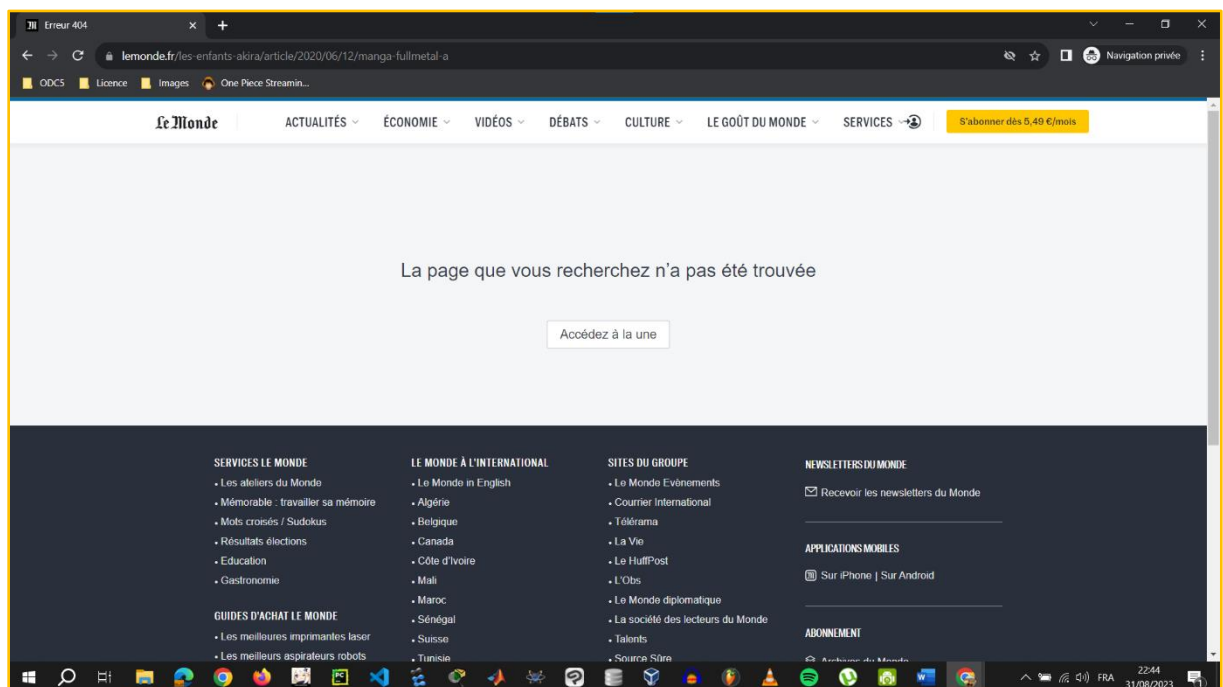 Erreur 404
lemonde.fr/les-enfants-akira/article/2020/06/12/manga-fullmetal-a
Navigation privée
ODC5 Licence Images One Piece Streamin...
Le Monde ACTUALITÉS ÉCONOMIE VIDÉOS DÉBATS CULTURE LE GOÛT DU MONDE SERVICES S'abonner dès 5,49 €/mois
La page que vous recherchez n'a pas été trouvée
Accédez à la une
SERVICES LE MONDE
• Les ateliers du Monde
• Mémorable : travailler sa mémoire
• Mots croisés / Sudokus
• Résultats élections
• Education
• Gastronomie
GUIDES D'ACHAT LE MONDE
• Les meilleures imprimantes laser
• Les meilleurs aspirateurs robots
LE MONDE À L'INTERNATIONAL
• Le Monde in English
• Algérie
• Belgique
• Canada
• Côte d'Ivoire
• Mali
• Maroc
• Sénégal
• Suisse
• Tunisie
SITES DU GROUPE
• Le Monde Evènements
• Courrier International
• Télérama
• La Vie
• Le HuffPost
• L'Obs
• Le Monde diplomatique
• La société des lecteurs du Monde
• Talents
• Source Sûre
NEWSLETTERS DU MONDE
Recevoir les newsletters du Monde
APPLICATIONS MOBILES
Sur iPhone | Sur Android
ABONNEMENT
Archives du Monde
FRA
22:44
31/08/2023